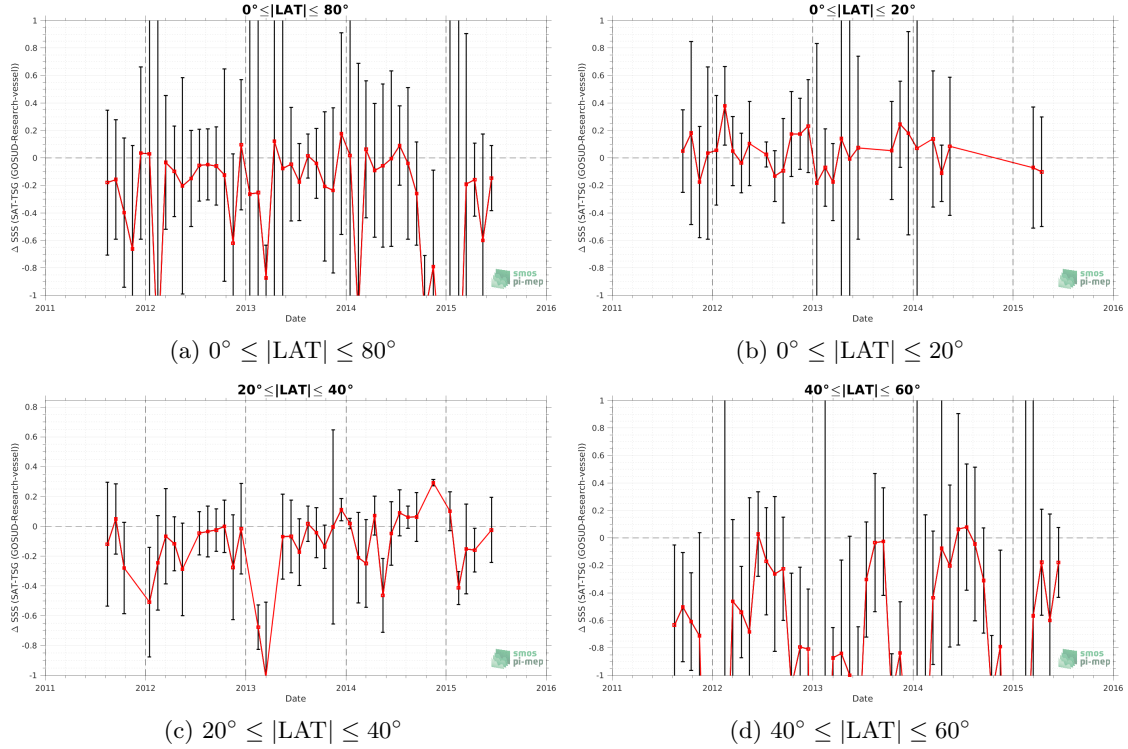 0°≤|LAT|≤ 80°
Δ SSS (SAT-TSG (GOSUD-Research-vessel))
1
0.8
0.6
0.4
0.2
0
-0.2
-0.4
-0.6
-0.8
-1
2011
2012
2013
2014
2015
2016
Date
smos
pi-mep
(a) 0° ≤ |LAT| ≤ 80°
0°≤|LAT|≤ 20°
Δ SSS (SAT-TSG (GOSUD-Research-vessel))
1
0.8
0.6
0.4
0.2
0
-0.2
-0.4
-0.6
-0.8
-1
2011
2012
2013
2014
2015
2016
Date
smos
pi-mep
(b) 0° ≤ |LAT| ≤ 20°
20°≤|LAT|≤ 40°
Δ SSS (SAT-TSG (GOSUD-Research-vessel))
0.8
0.6
0.4
0.2
0
-0.2
-0.4
-0.6
-0.8
-1
2011
2012
2013
2014
2015
2016
Date
smos
pi-mep
(c) 20° ≤ |LAT| ≤ 40°
40°≤|LAT|≤ 60°
Δ SSS (SAT-TSG (GOSUD-Research-vessel))
1
0.8
0.6
0.4
0.2
0
-0.2
-0.4
-0.6
-0.8
-1
2011
2012
2013
2014
2015
2016
Date
smos
pi-mep
(d) 40° ≤ |LAT| ≤ 60°